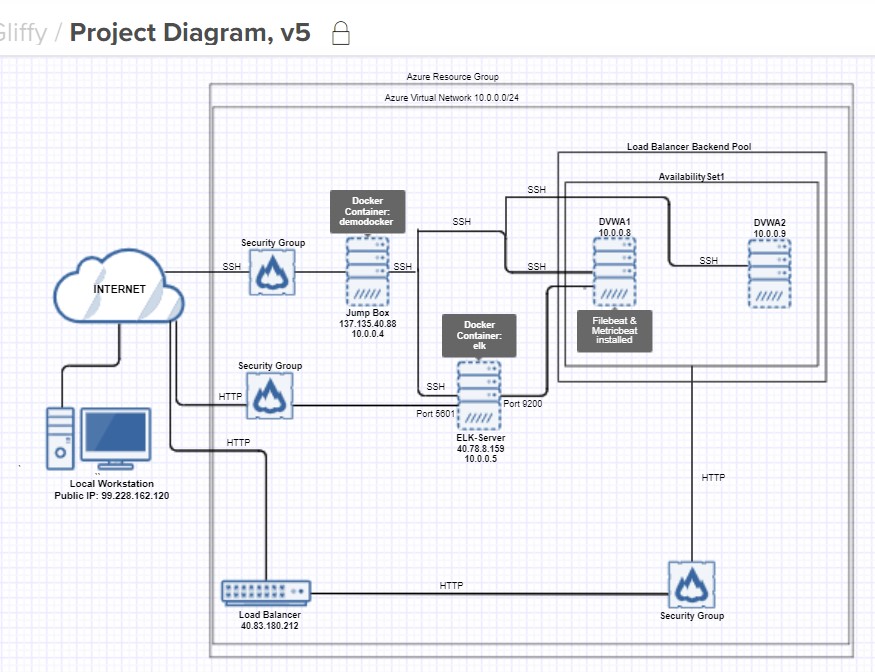 Gliffy / Project Diagram, v5
Azure Resource Group
Azure Virtual Network 10.0.0.0/24
Load Balancer Backend Pool
Availability Set1
SSH
Docker
Container:
demodocker
SSH
DVWA1
10.0.0.8
DVWA2
10.0.0.9
Security Group
SSH
SSH
SSH
SSH
INTERNET
Jump Box
137.135.40.88
10.0.0.4
Docker
Container:
elk
Filebeat &
Metricbeat
installed
Security Group
HTTP
SSH
Port 5601
Port 9200
ELK-Server
40.78.8.159
10.0.0.5
HTTP
Local Workstation
Public IP: 99.228.162.120
HTTP
HTTP
Load Balancer
40.83.180.212
Security Group